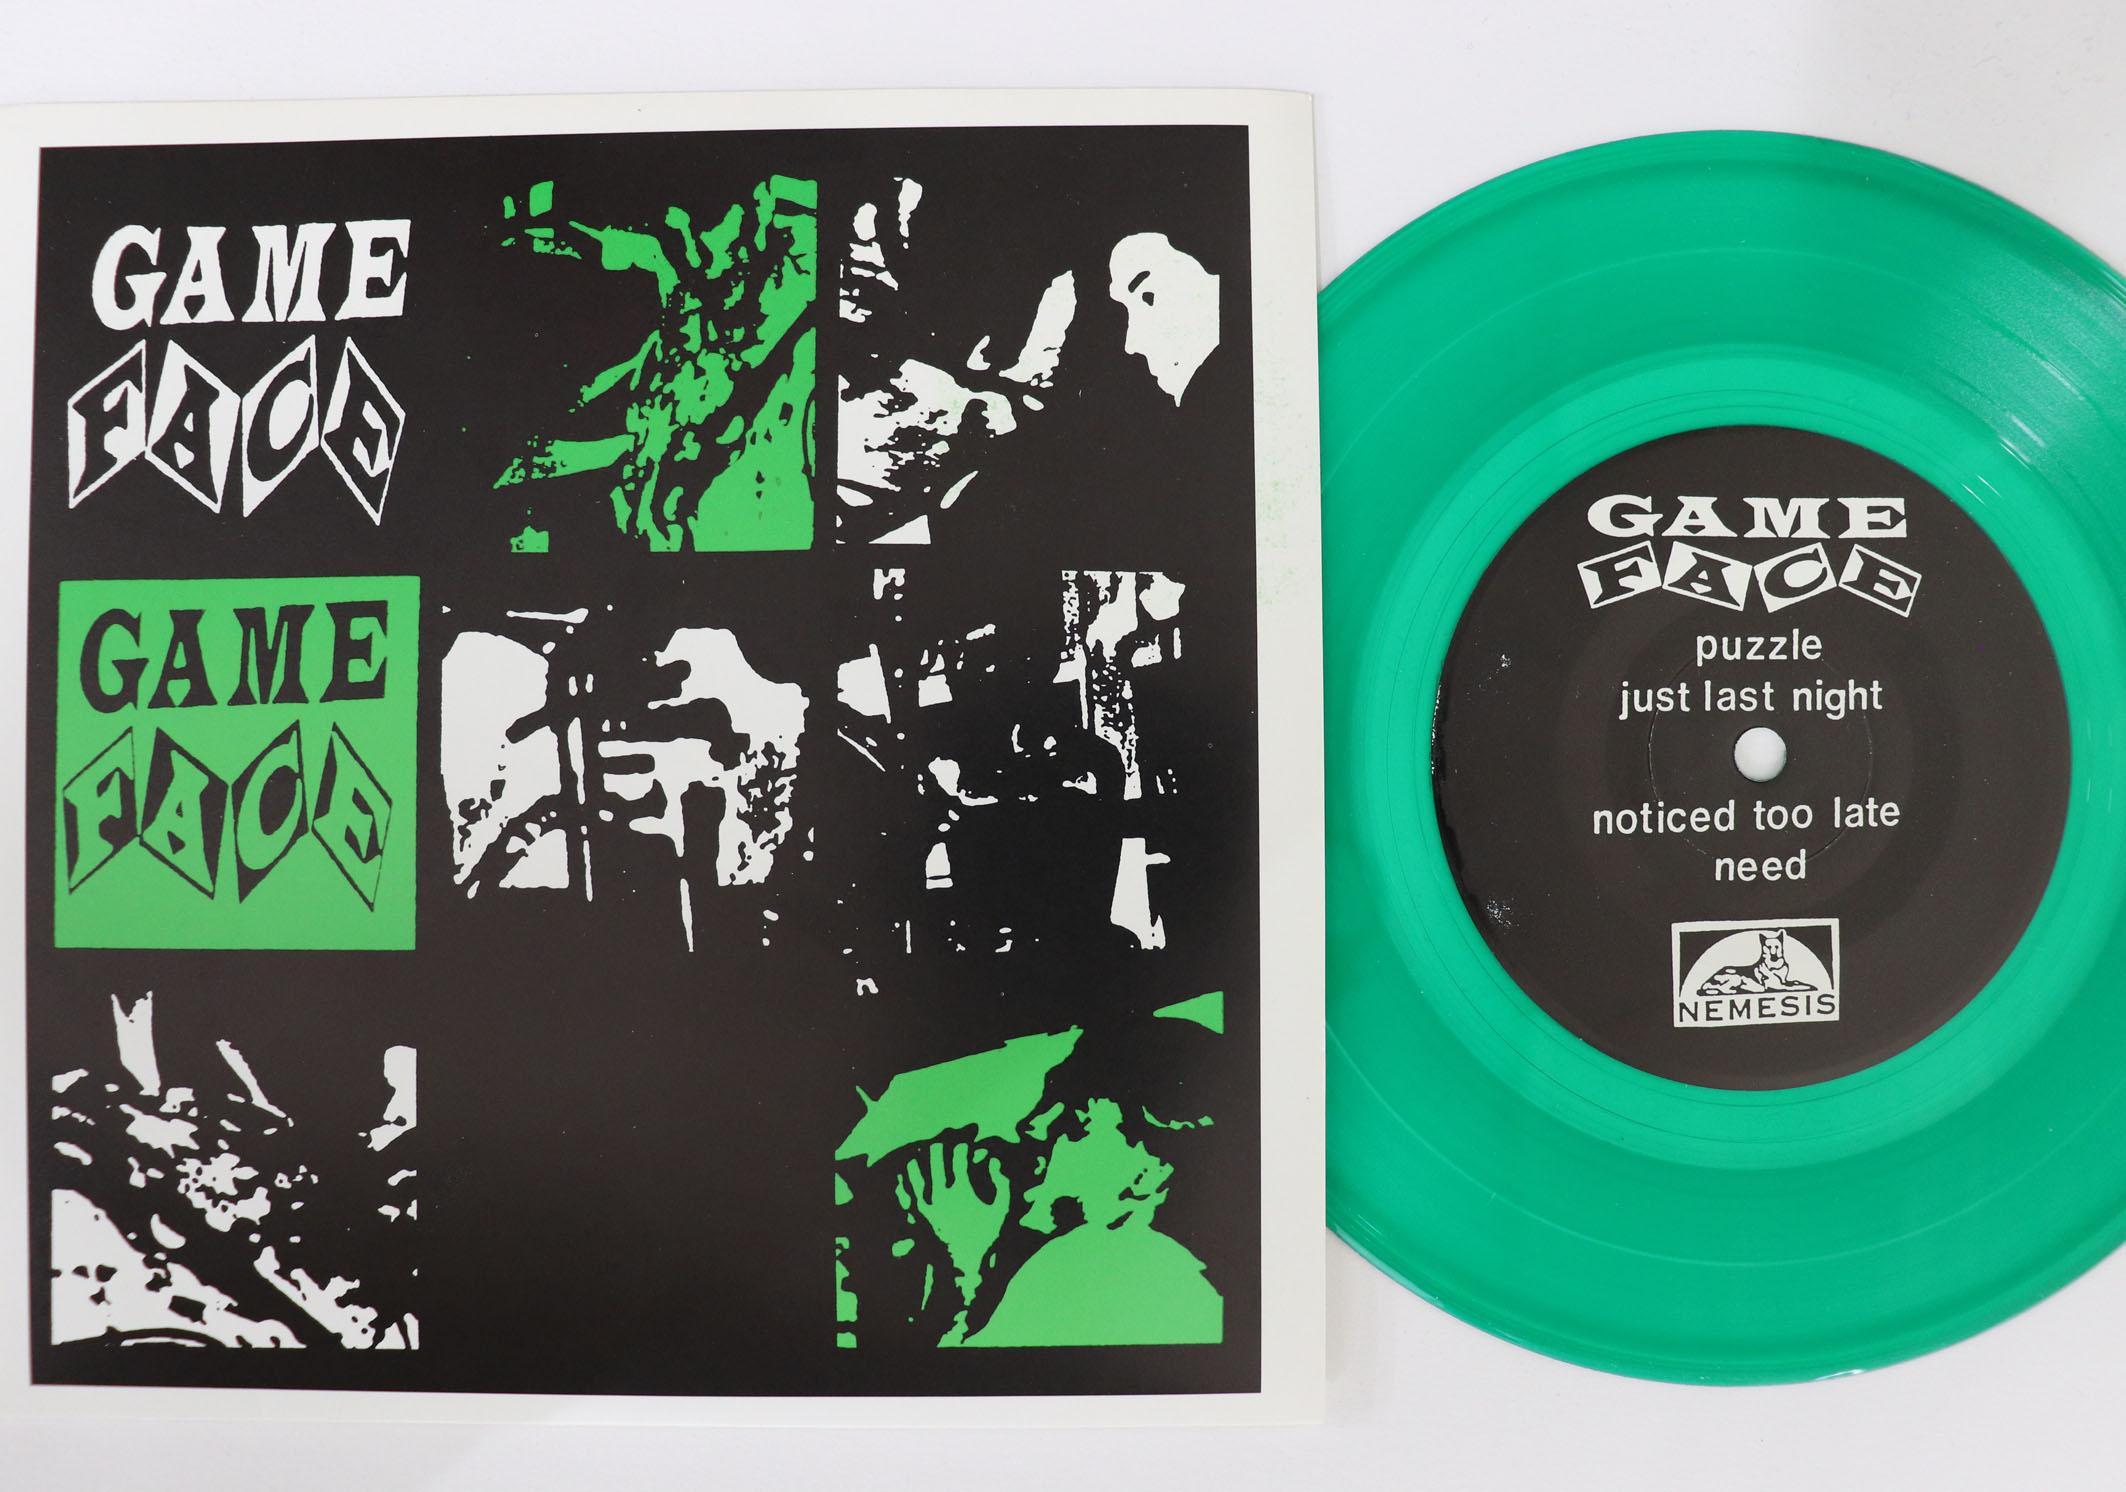 GAME
FACE
GAME
FACE
GAME
FACE
puzzle
just last night
noticed too late
need
NEMESIS